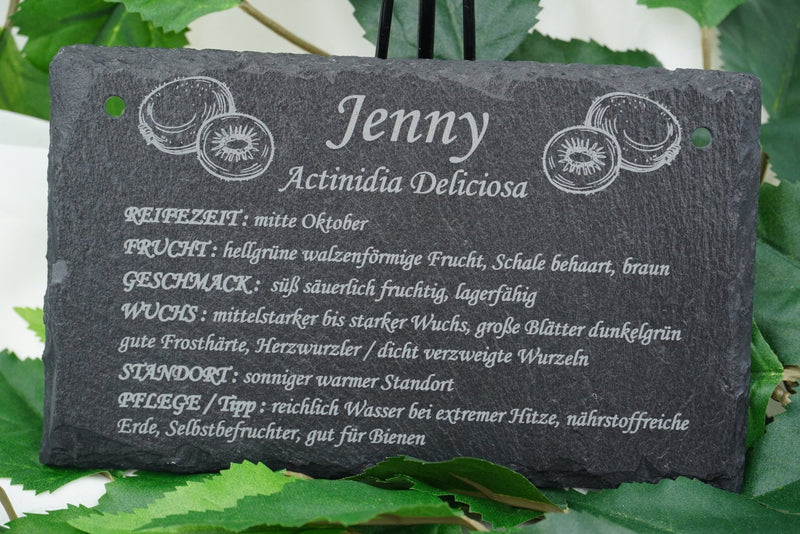 Jenny
Actinidia Deliciosa
REIFEZEIT : mitte Oktober
FRUCHT : hellgrüne walzenförmige Frucht, Schale behaart, braun
GESCHMACK : süß säuerlich fruchtig, lagerfähig
WUCHS : mittelstarker bis starker Wuchs, große Blätter dunkelgrün
gute Frosthärte, Herzwurzler / dicht verzweigte Wurzeln
STANDORT : sonniger warmer Standort
PFLEGE / Tipp : reichlich Wasser bei extremer Hitze, nährstoffreiche
Erde, Selbstbefruchter, gut für Bienen